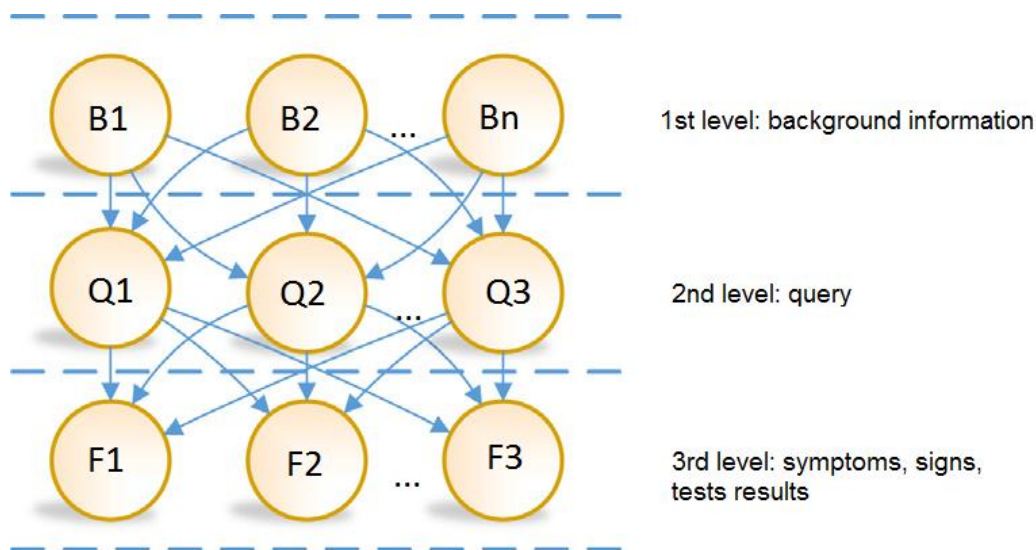 B1 B2 ... Bn
1st level: background information
Q1 Q2 ... Q3
2nd level: query
F1 F2 ... F3
3rd level: symptoms, signs,
tests results